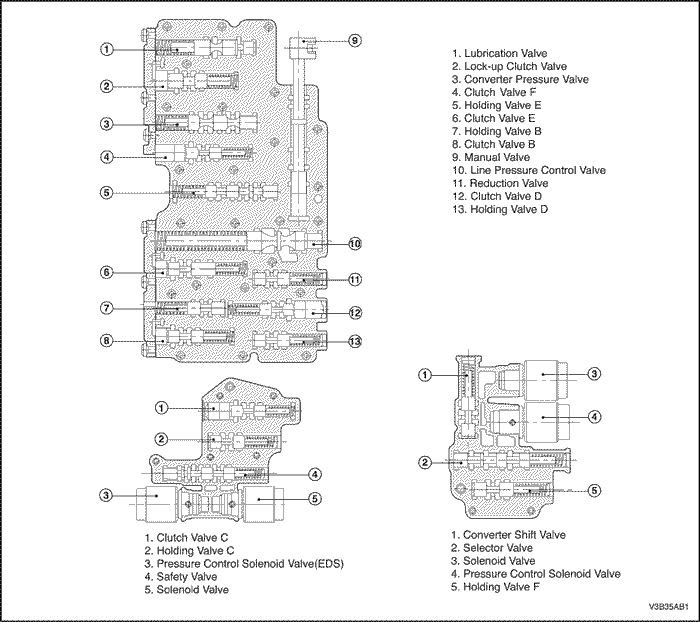 1
2
3
4
5
6
7
8
9
10
11
12
13
1. Lubrication Valve
2. Lock-up Clutch Valve
3. Converter Pressure Valve
4. Clutch Valve F
5. Holding Valve E
6. Clutch Valve E
7. Holding Valve B
8. Clutch Valve B
9. Manual Valve
10. Line Pressure Control Valve
11. Reduction Valve
12. Clutch Valve D
13. Holding Valve D
1
2
3
4
5
1. Clutch Valve C
2. Holding Valve C
3. Pressure Control Solenoid Valve(EDS)
4. Safety Valve
5. Solenoid Valve
1
2
3
4
5
1. Converter Shift Valve
2. Selector Valve
3. Solenoid Valve
4. Pressure Control Solenoid Valve
5. Holding Valve F
V3B35AB1